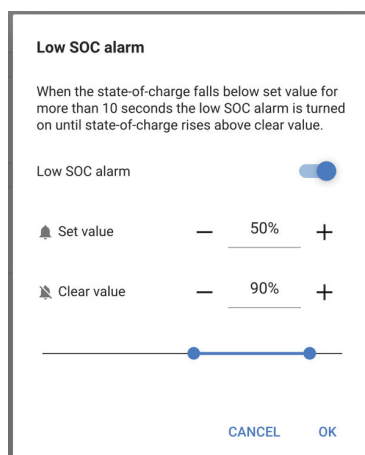 Low SOC alarm
When the state-of-charge falls below set value for
more than 10 seconds the low SOC alarm is turned
on until state-of-charge rises above clear value.
Low SOC alarm
Set value − 50% +
Clear value − 90% +
CANCEL OK